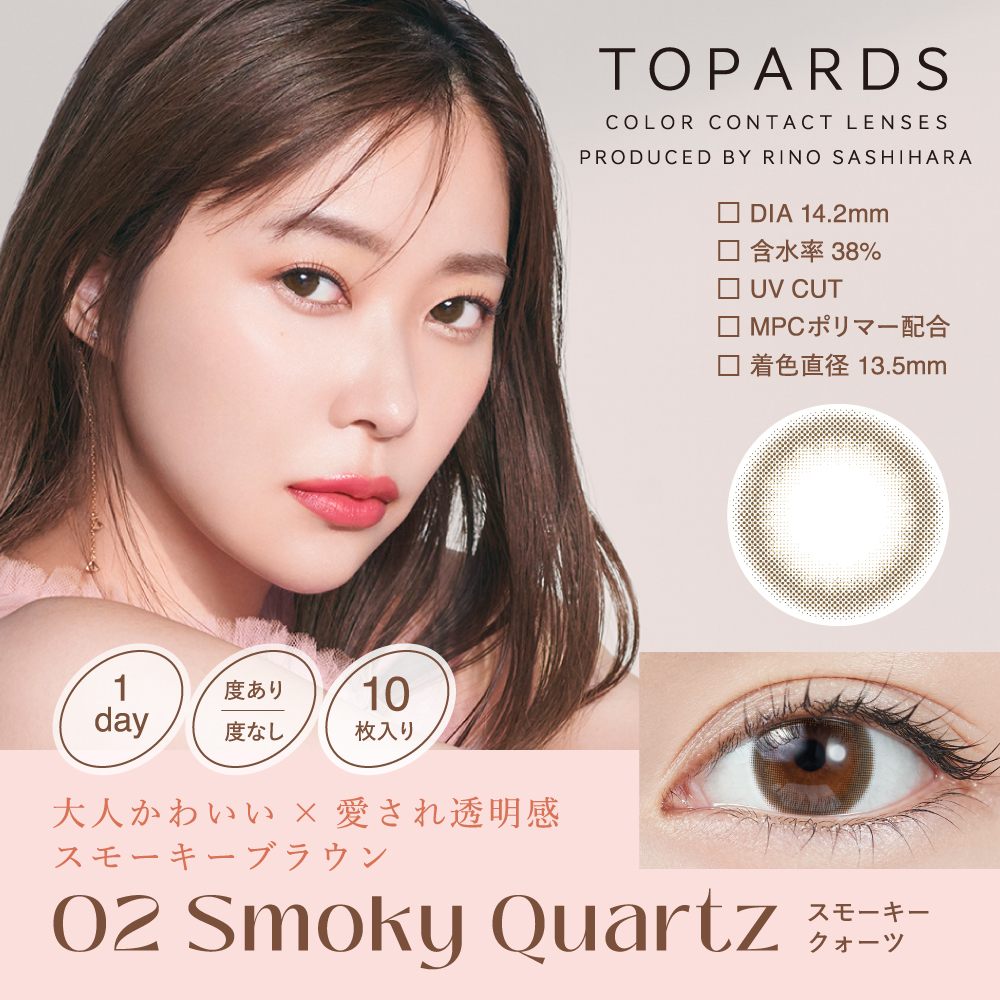 TOPARDS
COLOR CONTACT LENSES
PRODUCED BY RINO SASHIHARA
□ DIA 14.2mm
□ 含水率 38%
□ UV CUT
□ MPCポリマー配合
□ 着色直径 13.5mm
1
day
度あり
度なし
10
枚入り
大人かわいい × 愛され透明感
スモーキーブラウン
02 Smoky Quartz
スモーキー
クォーツ